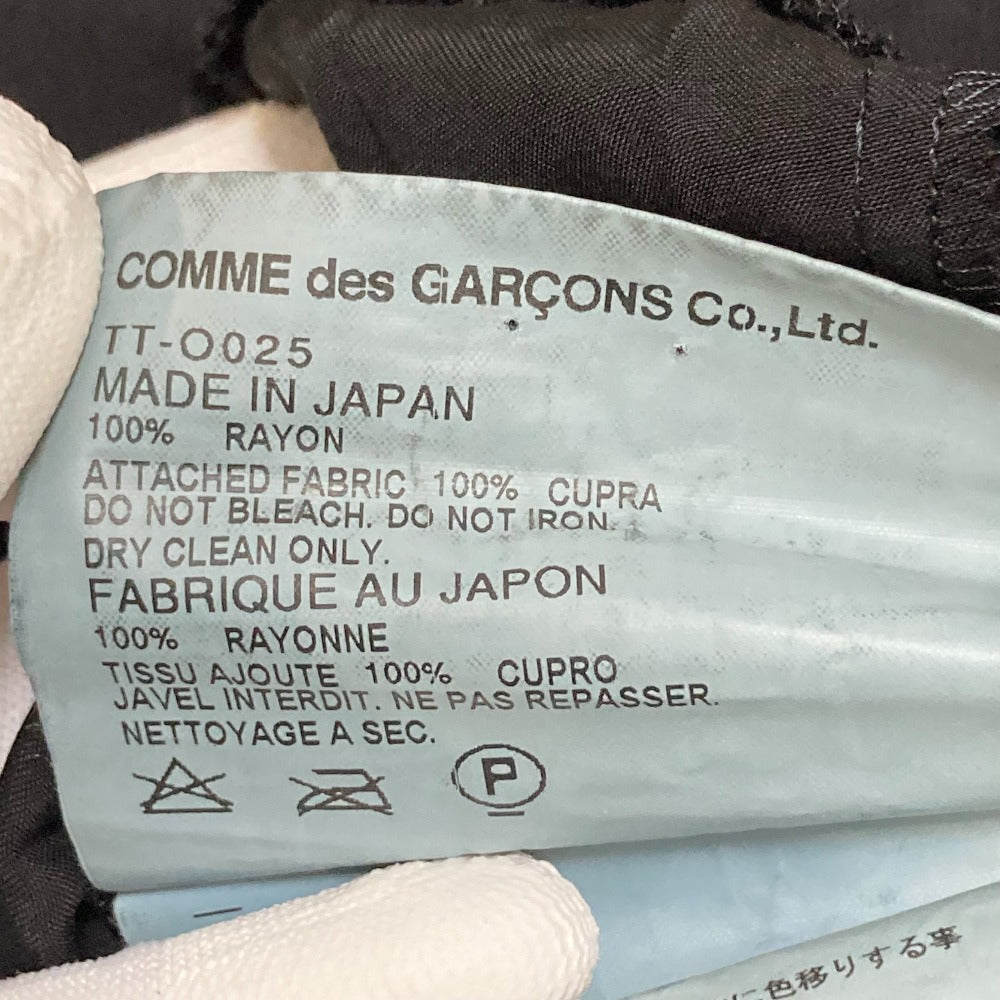 COMME des GARÇONS Co.,Ltd.
TT-O025
MADE IN JAPAN
100% RAYON
ATTACHED FABRIC 100% CUPRA
DO NOT BLEACH. DO NOT IRON.
DRY CLEAN ONLY.
FABRIQUE AU JAPON
100% RAYONNE
TISSU AJOUTE 100% CUPRO
JAVEL INTERDIT. NE PAS REPASSER.
NETTOYAGE A SEC.
P
に色移りする事